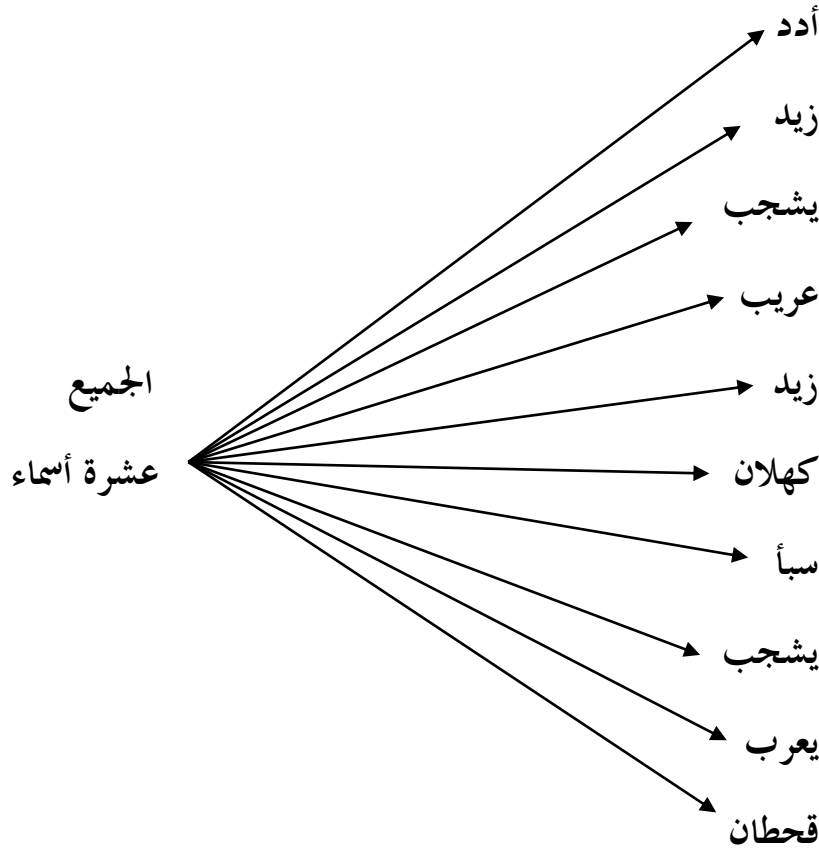 أدد
زيد
يشجب
عريب
زيد
كهلان
سبأ
يشجب
يعرب
قحطان
الجميع
عشرة أسماء